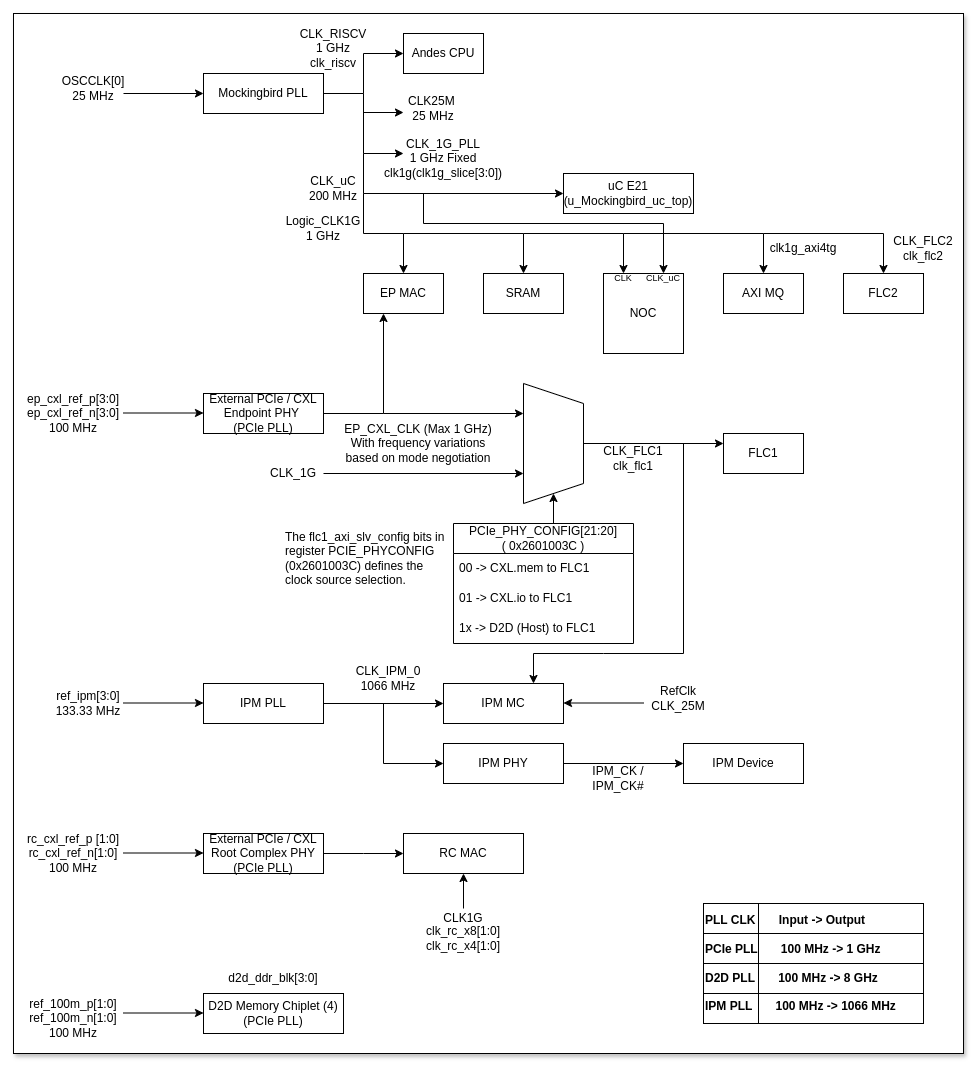 CLK_RISCV
1 GHz
clk_riscv
Andes CPU
OSCCLK[0]
25 MHz
Mockingbird PLL
CLK25M
25 MHz
CLK_1G_PLL
1 GHz Fixed
clk1g(clk1g_slice[3:0])
CLK_uC
200 MHz
uC E21
(u_Mockingbird_uc_top)
Logic_CLK1G
1 GHz
clk1g_axi4tg
CLK_FLC2
clk_flc2
EP MAC
SRAM
CLK
CLK_uC
NOC
AXI MQ
FLC2
ep_cxl_ref_p[3:0]
ep_cxl_ref_n[3:0]
100 MHz
External PCIe / CXL
Endpoint PHY
(PCIe PLL)
EP_CXL_CLK (Max 1 GHz)
With frequency variations
based on mode negotiation
CLK_1G
CLK_FLC1
clk_flc1
FLC1
The flc1_axi_slv_config bits in
register PCIE_PHYCONFIG
(0x2601003C) defines the
clock source selection.
PCIe_PHY_CONFIG[21:20]
( 0x2601003C )
00 -> CXL.mem to FLC1
01 -> CXL.io to FLC1
1x -> D2D (Host) to FLC1
ref_ipm[3:0]
133.33 MHz
IPM PLL
CLK_IPM_0
1066 MHz
IPM MC
RefClk
CLK_25M
IPM PHY
IPM_CK /
IPM_CK#
IPM Device
rc_cxl_ref_p [1:0]
rc_cxl_ref_n[1:0]
100 MHz
External PCIe / CXL
Root Complex PHY
(PCIe PLL)
RC MAC
CLK1G
clk_rc_x8[1:0]
clk_rc_x4[1:0]
d2d_ddr_blk[3:0]
ref_100m_p[1:0]
ref_100m_n[1:0]
100 MHz
D2D Memory Chiplet (4)
(PCIe PLL)
PLL CLK Input -> Output
PCIe PLL 100 MHz -> 1 GHz
D2D PLL 100 MHz -> 8 GHz
IPM PLL 100 MHz -> 1066 MHz